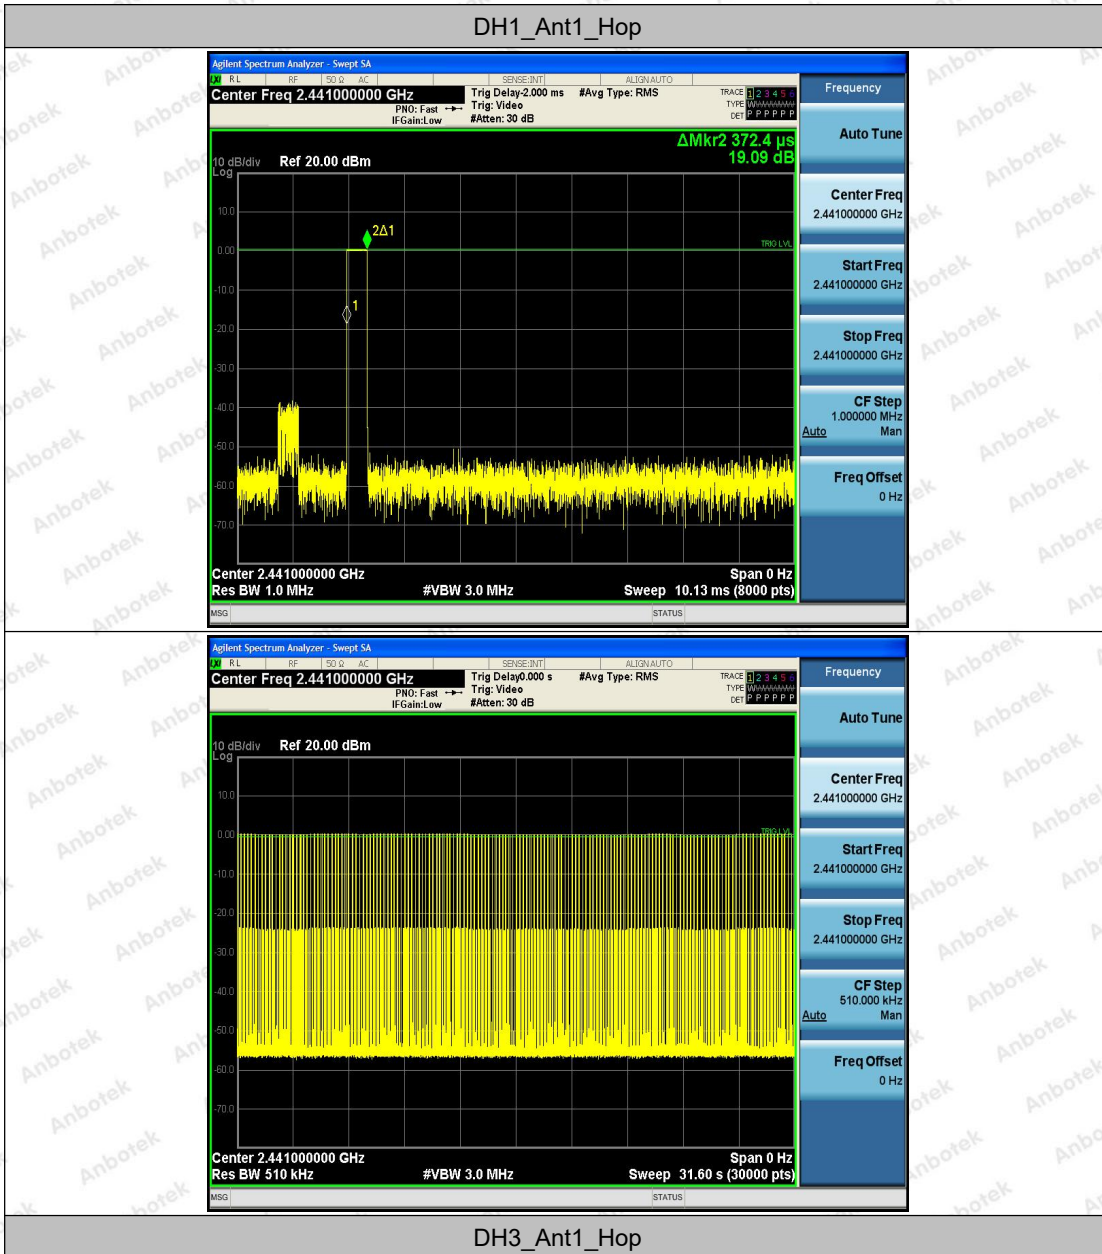 DH1_Ant1_Hop
Agilent Spectrum Analyzer - Swept SA
RL RF 50 Ω AC SENSE:INT ALIGNAUTO
Center Freq 2.441000000 GHz
Trig Delay-2.000 ms #Avg Type: RMS
PNO: Fast Trig: Video
IFGain:Low #Atten: 30 dB
TRACE 1 2 3 4 5 6
TYPE
DET P P P P P P
ΔMkr2 372.4 µs
19.09 dB
10 dB/div Ref 20.00 dBm
Log
10.0
0.00
-10.0
-20.0
-30.0
-40.0
-50.0
-60.0
-70.0
2Δ1
1
TRIG LVL
Center 2.441000000 GHz Span 0 Hz
Res BW 1.0 MHz #VBW 3.0 MHz Sweep 10.13 ms (8000 pts)
MSG STATUS
Frequency
Auto Tune
Center Freq
2.441000000 GHz
Start Freq
2.441000000 GHz
Stop Freq
2.441000000 GHz
CF Step
1.000000 MHz
Auto Man
Freq Offset
0 Hz
Agilent Spectrum Analyzer - Swept SA
RL RF 50 Ω AC SENSE:INT ALIGNAUTO
Center Freq 2.441000000 GHz
Trig Delay0.000 s #Avg Type: RMS
PNO: Fast Trig: Video
IFGain:Low #Atten: 30 dB
TRACE 1 2 3 4 5 6
TYPE
DET P P P P P P
10 dB/div Ref 20.00 dBm
Log
10.0
0.00
-10.0
-20.0
-30.0
-40.0
-50.0
-60.0
-70.0
TRIG LVL
Center 2.441000000 GHz Span 0 Hz
Res BW 510 kHz #VBW 3.0 MHz Sweep 31.60 s (30000 pts)
MSG STATUS
Frequency
Auto Tune
Center Freq
2.441000000 GHz
Start Freq
2.441000000 GHz
Stop Freq
2.441000000 GHz
CF Step
510.000 kHz
Auto Man
Freq Offset
0 Hz
DH3_Ant1_Hop
Anbotek